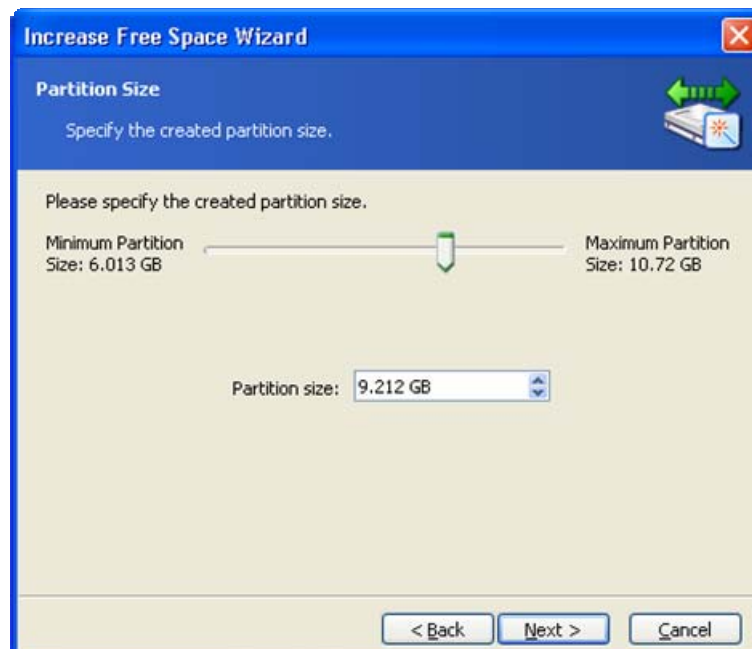 Increase Free Space Wizard
Partition Size
Specify the created partition size.
Please specify the created partition size.
Minimum Partition
Size: 6.013 GB
Maximum Partition
Size: 10.72 GB
Partition size: 9.212 GB
< Back Next > Cancel